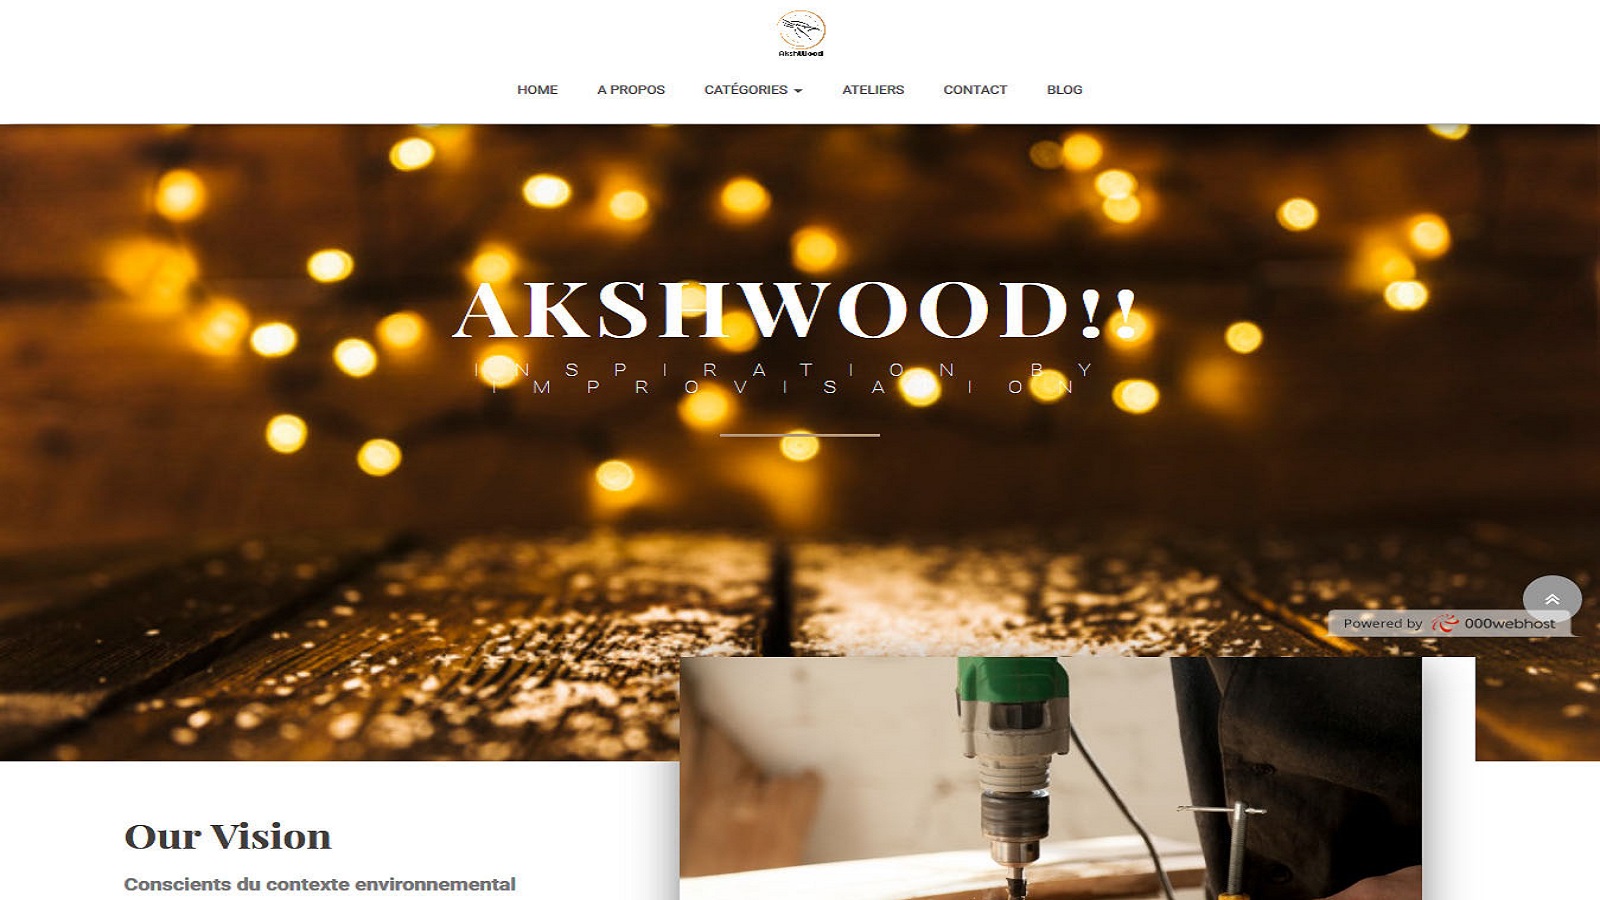 AkshWood
HOME A PROPOS CATÉGORIES ATELIERS CONTACT BLOG
AKSHWOOD!!
INSPIRATION BY
IMPROVISATION
Powered by 000webhost
Our Vision
Conscients du contexte environnemental